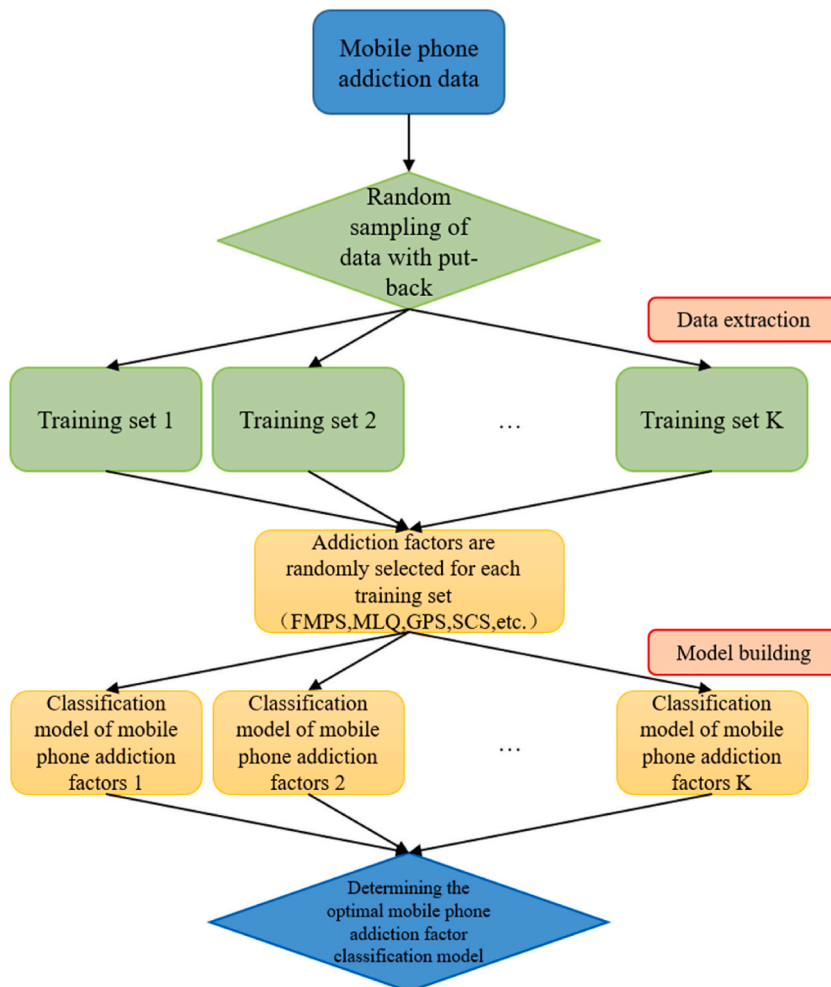 Mobile phone
addiction data
Random
sampling of
data with put-
back
Data extraction
Training set 1
Training set 2
…
Training set K
Addiction factors are
randomly selected for each
training set
（FMPS,MLQ,GPS,SCS,etc.）
Model building
Classification
model of mobile
phone addiction
factors 1
Classification
model of mobile
phone addiction
factors 2
…
Classification
model of mobile
phone addiction
factors K
Determining the
optimal mobile phone
addiction factor
classification model